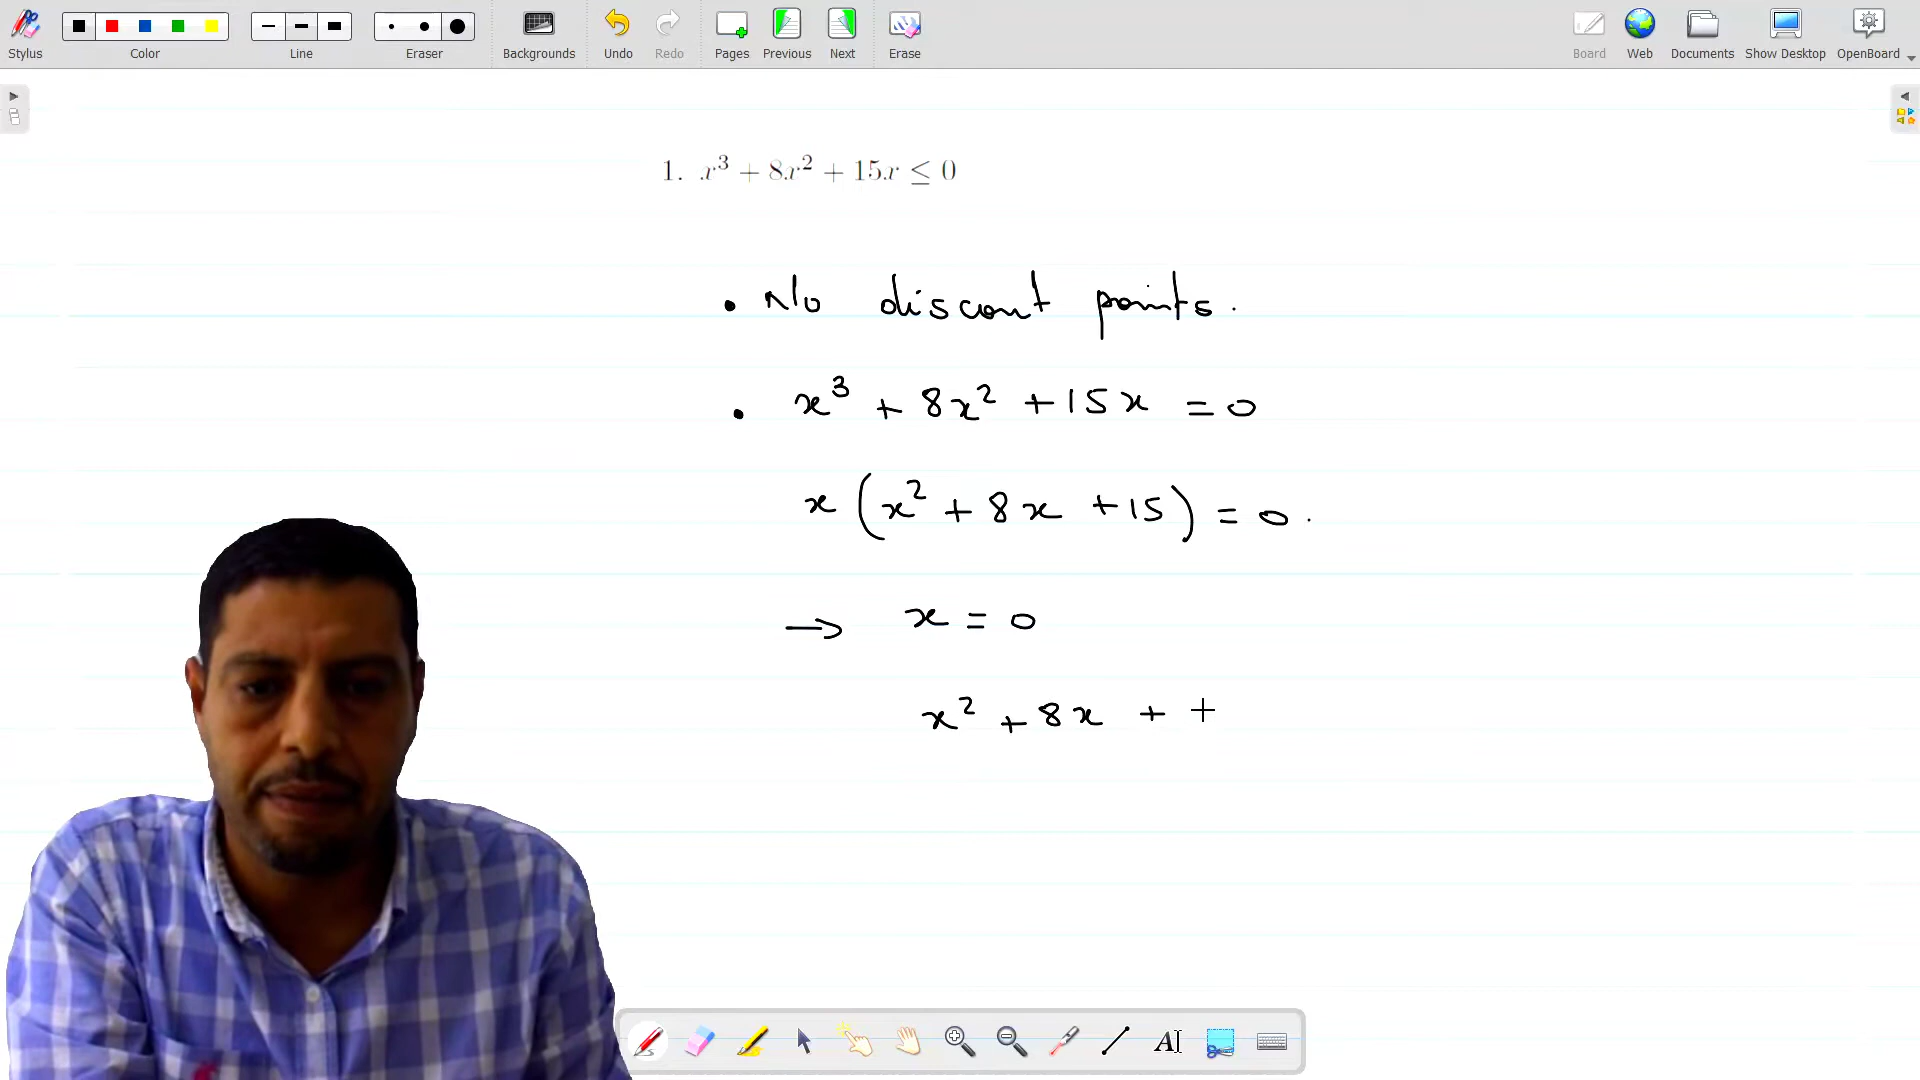 Stylus Color Line Eraser Backgrounds Undo Redo Pages Previous Next Erase Board Web Documents Show Desktop OpenBoard
1. x³ + 8x² + 15x ≤ 0
• No discont points.
• x³ + 8x² + 15x = 0
x(x² + 8x + 15) = 0.
→ x = 0
x² + 8x +